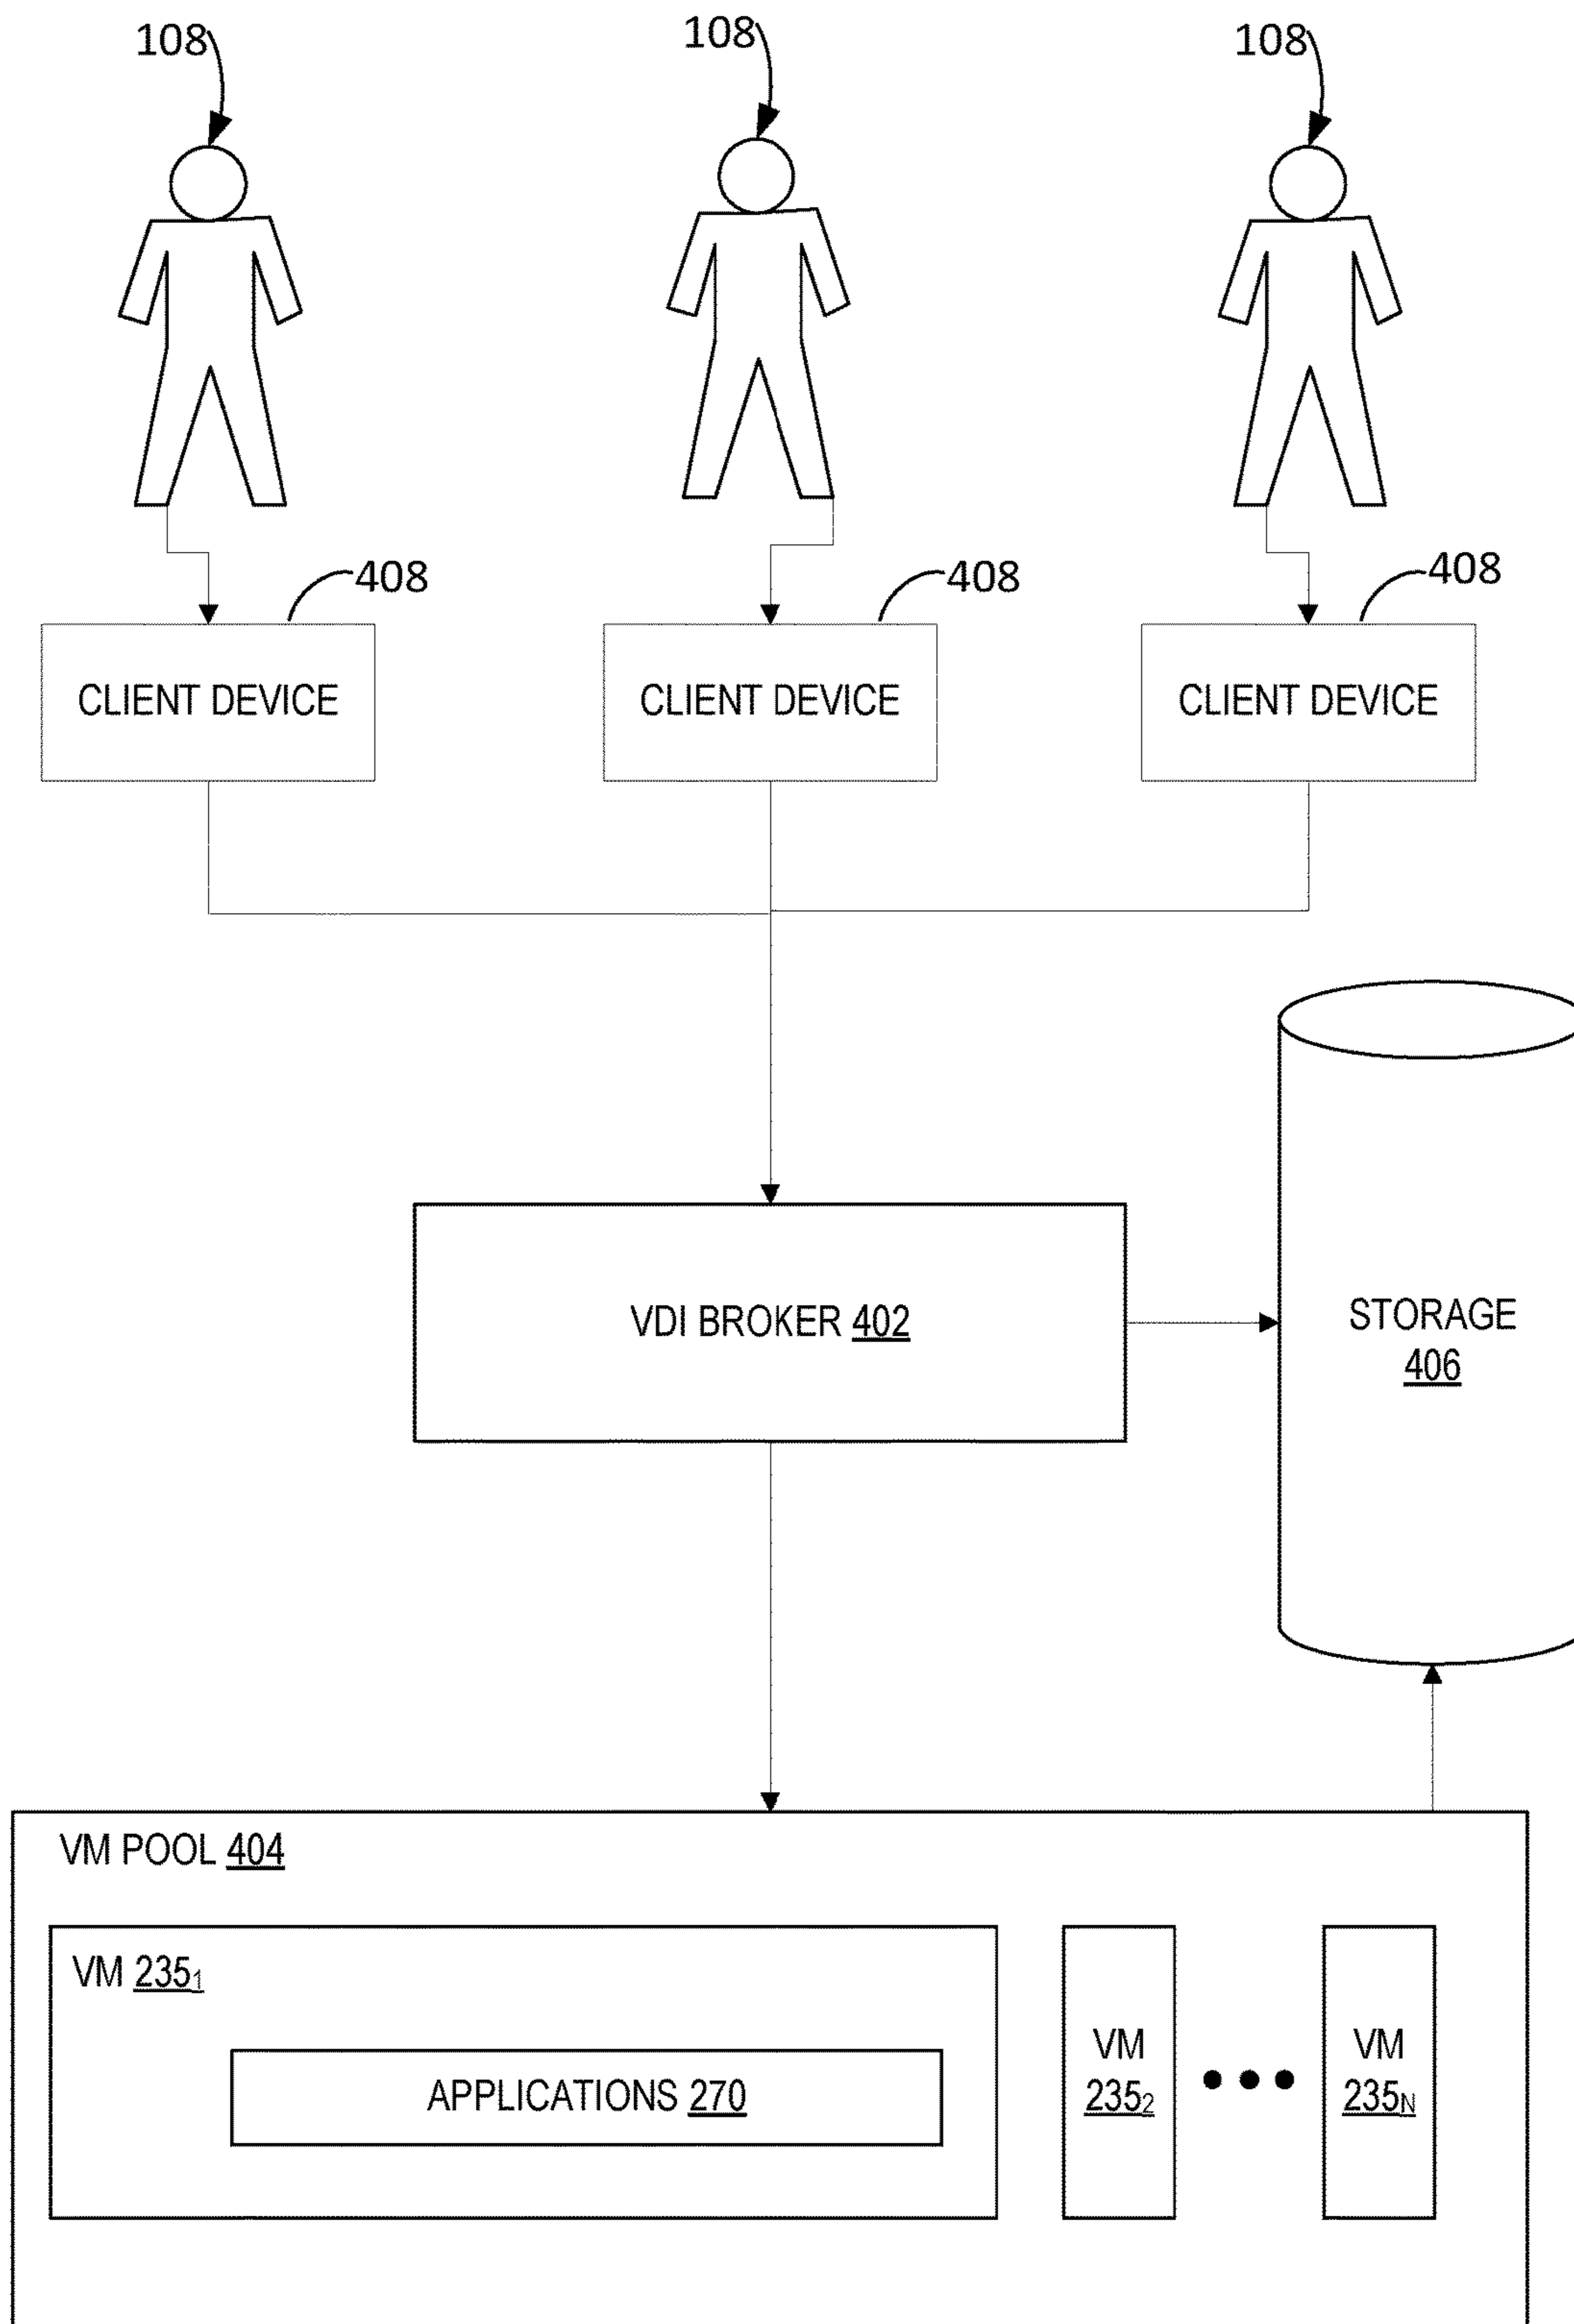 108
108
108
408
408
408
CLIENT DEVICE
CLIENT DEVICE
CLIENT DEVICE
VDI BROKER 402
STORAGE
406
VM POOL 404
VM 235₁
APPLICATIONS 270
VM
235₂
VM
235N